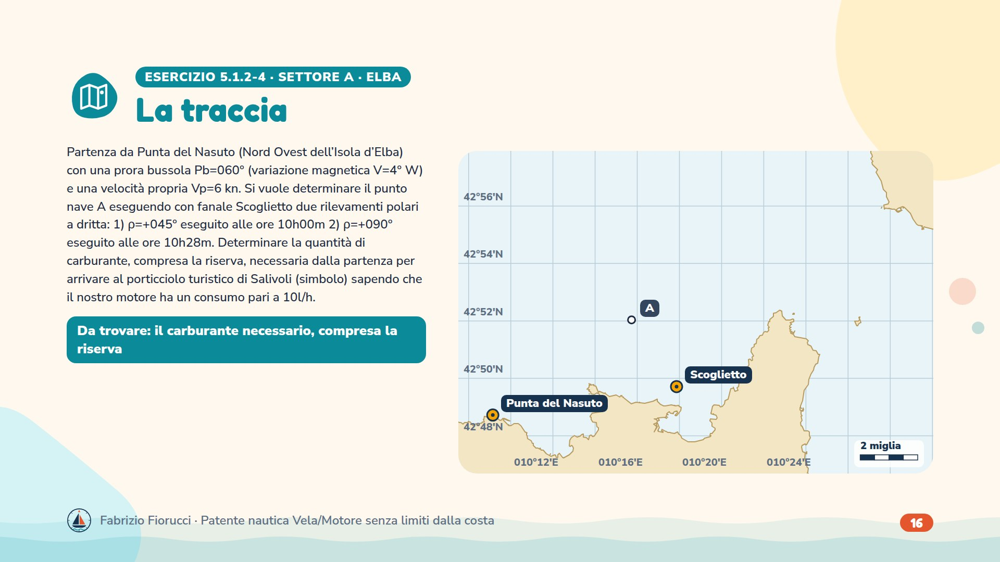 ESERCIZIO 5.1.2-4 · SETTORE A · ELBA
La traccia
Partenza da Punta del Nasuto (Nord Ovest dell’Isola d’Elba)
con una prora bussola Pb=060° (variazione magnetica V=4° W)
e una velocità propria Vp=6 kn. Si vuole determinare il punto
nave A eseguendo con fanale Scoglietto due rilevamenti polari
a dritta: 1) ρ=+045° eseguito alle ore 10h00m 2) ρ=+090°
eseguito alle ore 10h28m. Determinare la quantità di
carburante, compresa la riserva, necessaria dalla partenza per
arrivare al porticciolo turistico di Salivoli (simbolo) sapendo che
il nostro motore ha un consumo pari a 10l/h.
Da trovare: il carburante necessario, compresa la
riserva
42°56'N
42°54'N
42°52'N
42°50'N
42°48'N
A
Scoglietto
Punta del Nasuto
010°12'E
010°16'E
010°20'E
010°24'E
2 miglia
Fabrizio Fiorucci · Patente nautica Vela/Motore senza limiti dalla costa
16